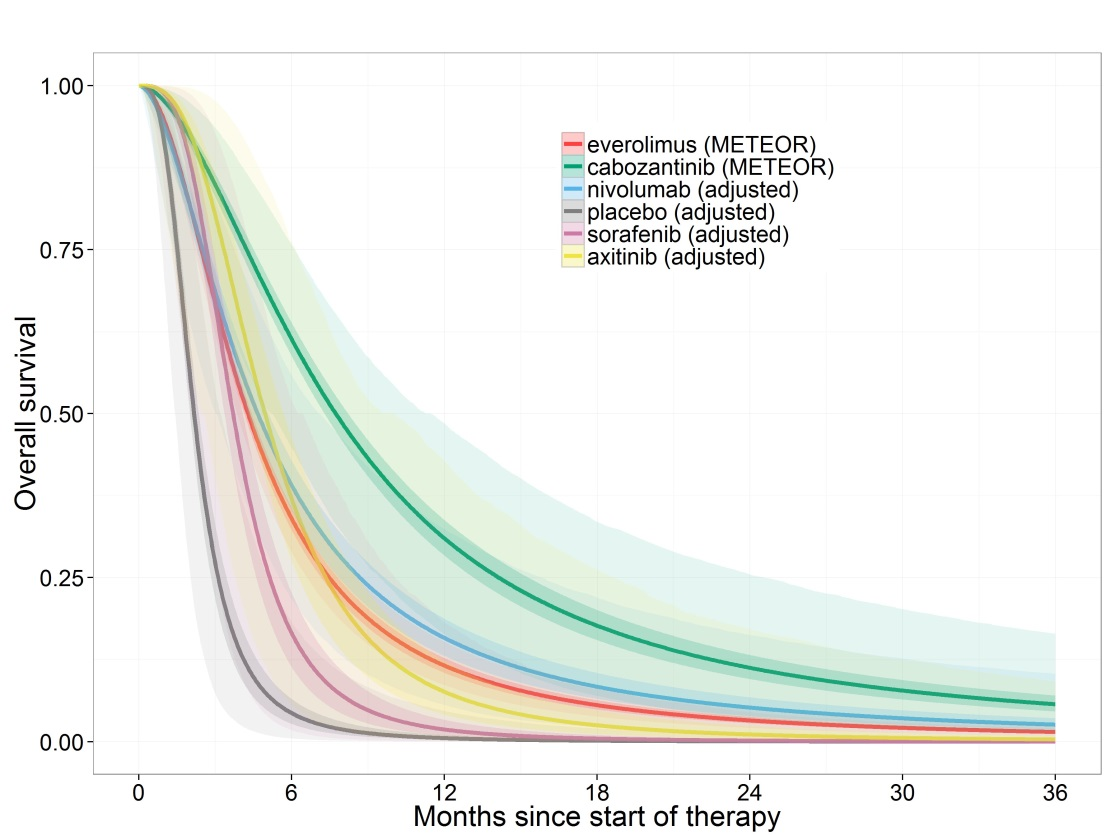 1.00
0.75
0.50
0.25
0.00
Overall survival
everolimus (METEOR)
cabozantinib (METEOR)
nivolumab (adjusted)
placebo (adjusted)
sorafenib (adjusted)
axitinib (adjusted)
0 6 12 18 24 30 36
Months since start of therapy